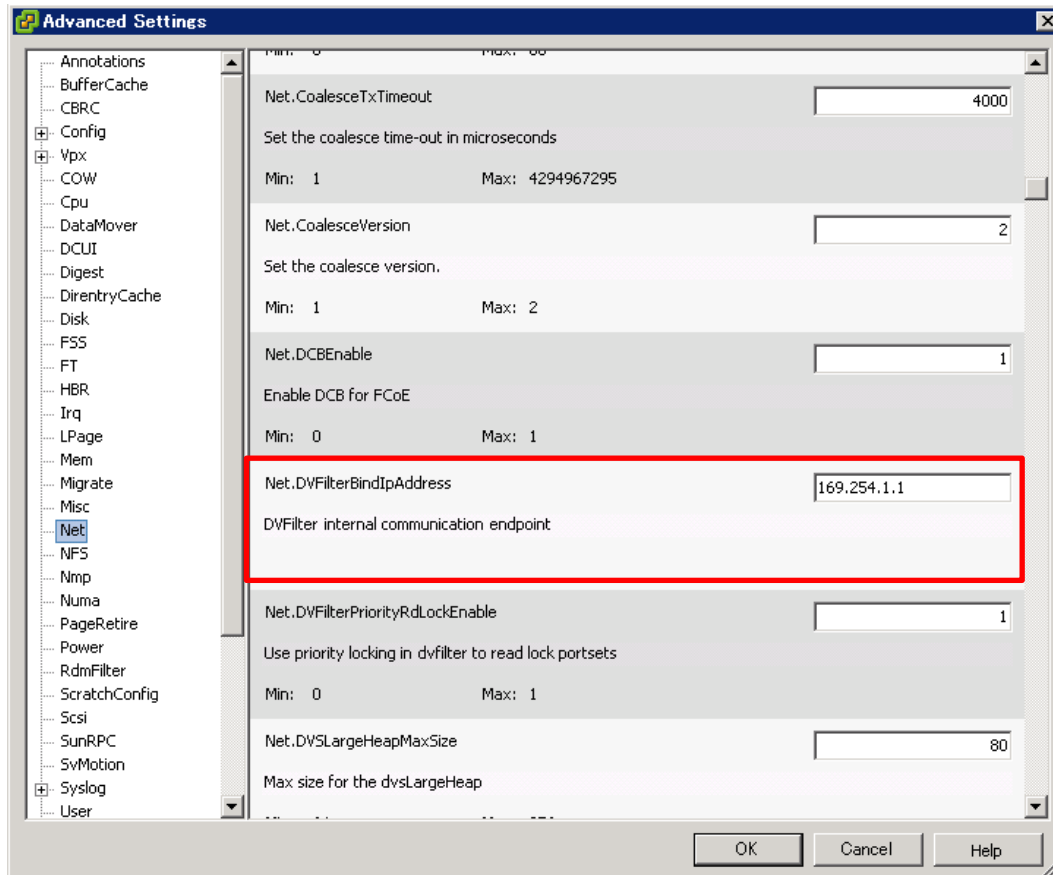 Advanced Settings
Annotations
BufferCache
CBRC
Config
Vpx
COW
Cpu
DataMover
DCUI
Digest
DirentryCache
Disk
FSS
FT
HBR
Irq
LPage
Mem
Migrate
Misc
Net
NFS
Nmp
Numa
PageRetire
Power
RdmFilter
ScratchConfig
Scsi
SunRPC
SvMotion
Syslog
User
Net.CoalesceTxTimeout 4000
Set the coalesce time-out in microseconds
Min: 1 Max: 4294967295
Net.CoalesceVersion 2
Set the coalesce version.
Min: 1 Max: 2
Net.DCBEnable 1
Enable DCB for FCoE
Min: 0 Max: 1
Net.DVFilterBindIpAddress 169.254.1.1
DVFilter internal communication endpoint
Net.DVFilterPriorityRdLockEnable 1
Use priority locking in dvfilter to read lock portsets
Min: 0 Max: 1
Net.DVSLargeHeapMaxSize 80
Max size for the dvsLargeHeap
OK Cancel Help